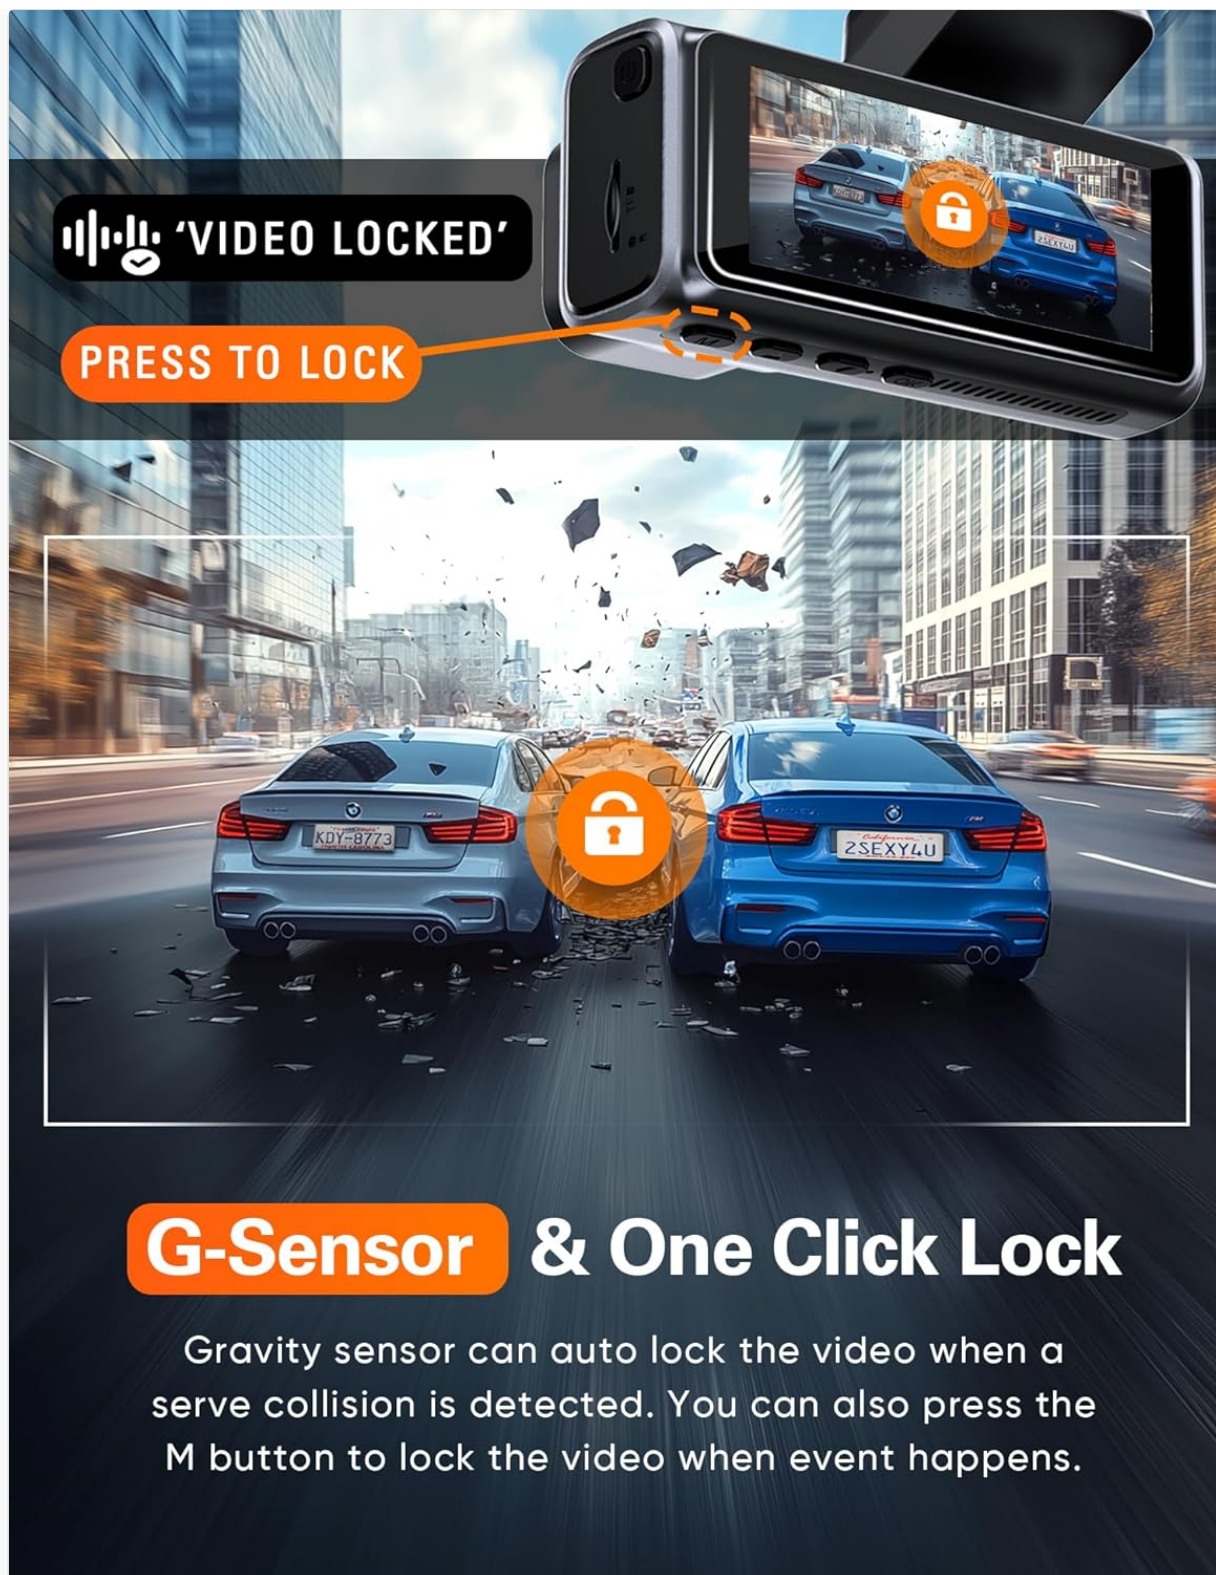 'VIDEO LOCKED'
PRESS TO LOCK
M
KDY-8773
California
2SEXY4U
G-Sensor & One Click Lock
Gravity sensor can auto lock the video when a
serve collision is detected. You can also press the
M button to lock the video when event happens.